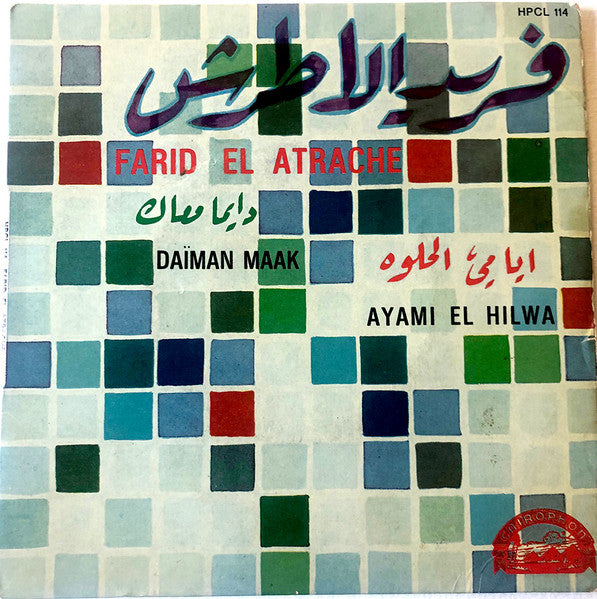 HPCL 114
فريد الاطرش
FARID EL ATRACHE
دايما معاك
DAÏMAN MAAK
ايامي الحلوه
AYAMI EL HILWA